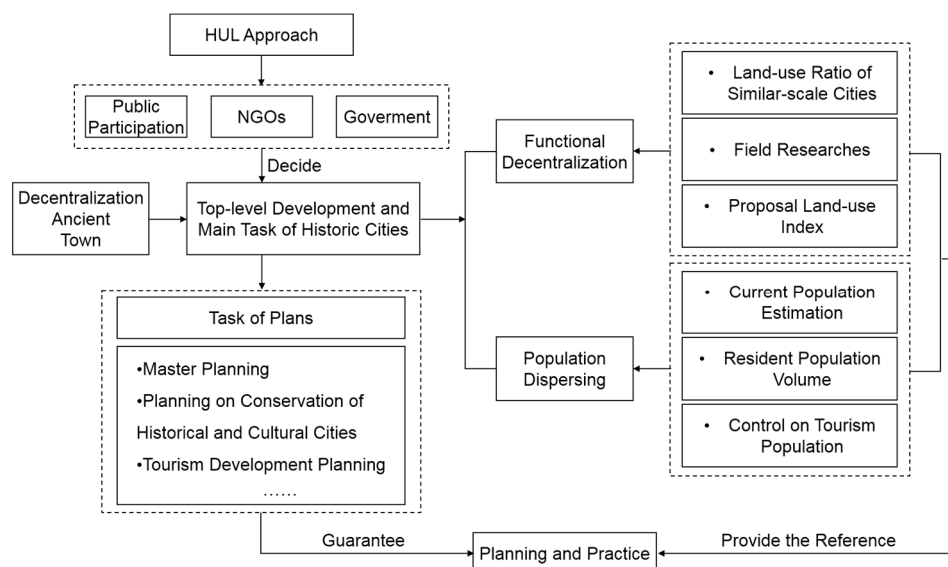 HUL Approach
Public
Participation
NGOs
Goverment
Decide
Decentralization
Ancient
Town
Top-level Development and
Main Task of Historic Cities
Task of Plans
•Master Planning
•Planning on Conservation of
Historical and Cultural Cities
•Tourism Development Planning
......
Functional
Decentralization
Population
Dispersing
• Land-use Ratio of
Similar-scale Cities
• Field Researches
• Proposal Land-use
Index
• Current Population
Estimation
• Resident Population
Volume
• Control on Tourism
Population
Guarantee
Planning and Practice
Provide the Reference